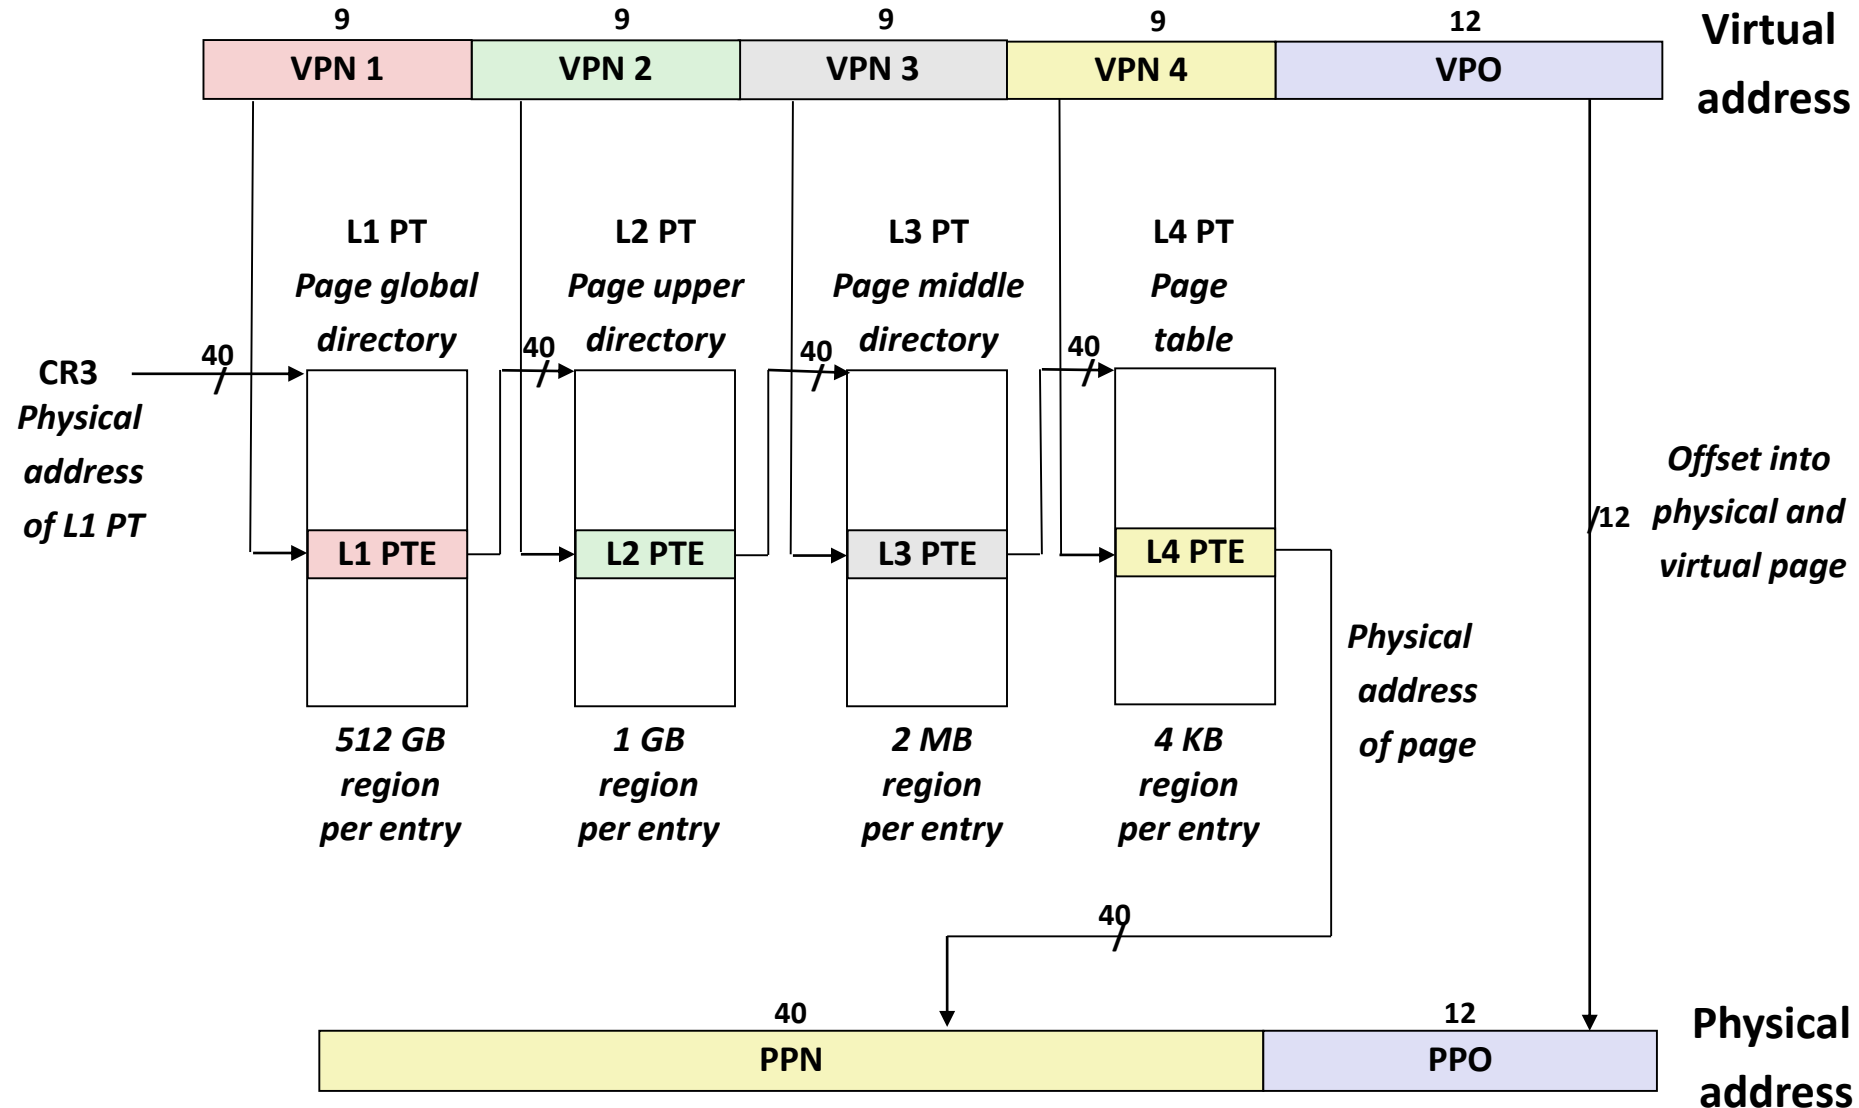 9 9 9 9 12
VPN 1 VPN 2 VPN 3 VPN 4 VPO
Virtual
address
L1 PT
Page global
directory
L2 PT
Page upper
directory
L3 PT
Page middle
directory
L4 PT
Page
table
CR3
Physical
address
of L1 PT
40
40
40
40
L1 PTE
L2 PTE
L3 PTE
L4 PTE
/12
Offset into
physical and
virtual page
512 GB
region
per entry
1 GB
region
per entry
2 MB
region
per entry
4 KB
region
per entry
Physical
address
of page
40
40 12
PPN PPO
Physical
address